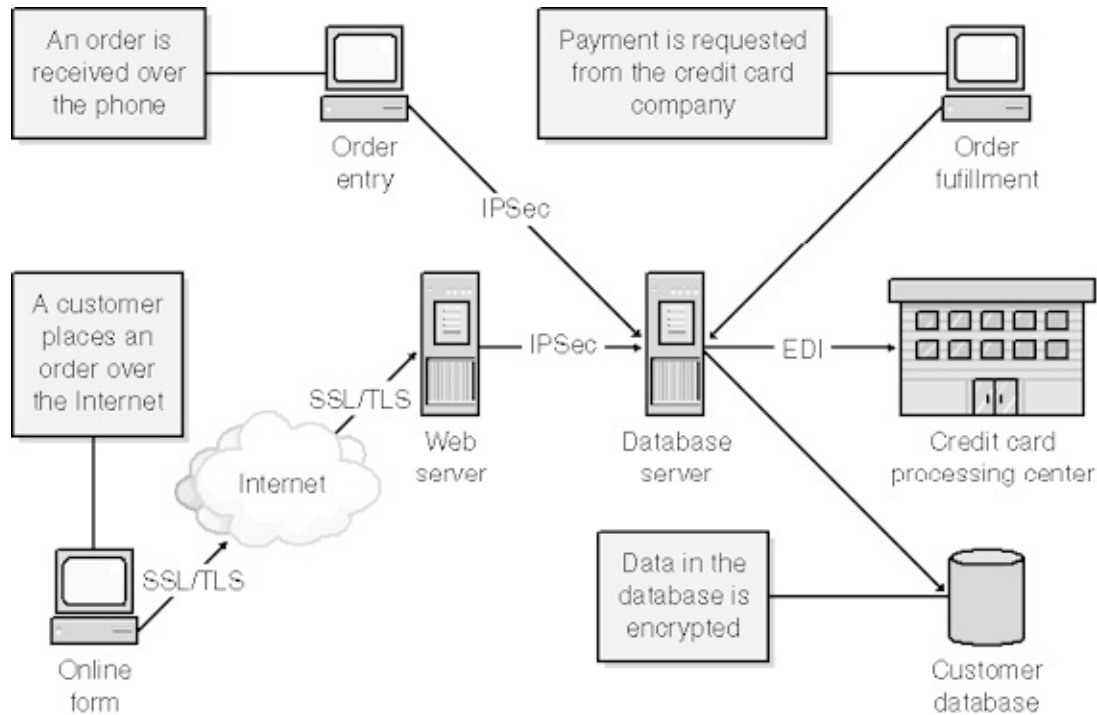 An order is
received over
the phone
Order
entry
Payment is requested
from the credit card
company
Order
fufillment
IPSec
A customer
places an
order over
the Internet
SSL/TLS
Internet
SSL/TLS
Online
form
Web
server
IPSec
Database
server
EDI
Credit card
processing center
Data in the
database is
encrypted
Customer
database